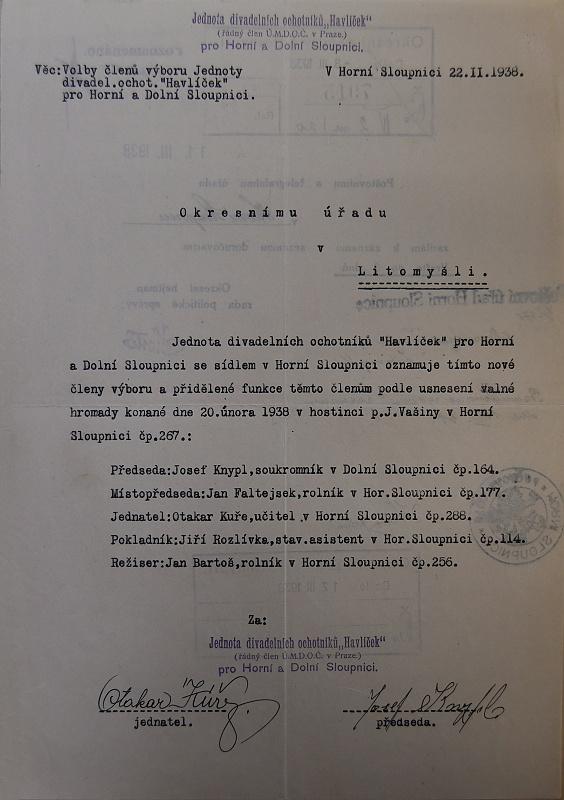 Jednota divadelních ochotníků„Havlíček“
(řádný člen Ú.M.D.O.Č. v Praze.)
pro Horní a Dolní Sloupnici.
Věc:Volby členů výboru Jednoty
divadel.ochot."Havlíček"
pro Horní a Dolní Sloupnici.
V Horní Sloupnici 22.II.1938.
Okresnímu úřadu
v
Litomyšli.
Jednota divadelních ochotníků "Havlíček" pro Horní
a Dolní Sloupnici se sídlem v Horní Sloupnici oznamuje tímto nové
členy výboru a přidělené funkce těmto členům podle usnesení valné
hromady konané dne 20.února 1938 v hostinci p.J.Vašiny v Horní
Sloupnici čp.267.:
Předseda:Josef Knypl,soukromník v Dolní Sloupnici čp.164.
Místopředseda:Jan Faltejsek,rolník v Hor.Sloupnici čp.177.
Jednatel:Otakar Kuře,učitel v Horní Sloupnici čp.288.
Pokladník:Jiří Rozlívka,stav.asistent v Hor.Sloupnici čp.114.
Režiser:Jan Bartoš,rolník v Horní Sloupnici čp.256.
Za:
Jednota divadelních ochotníků„Havlíček“
(řádný člen Ú.M.D.O.Č. v Praze.)
pro Horní a Dolní Sloupnici.
Otakar Kuře
jednatel.
Josef Knypl
předseda.